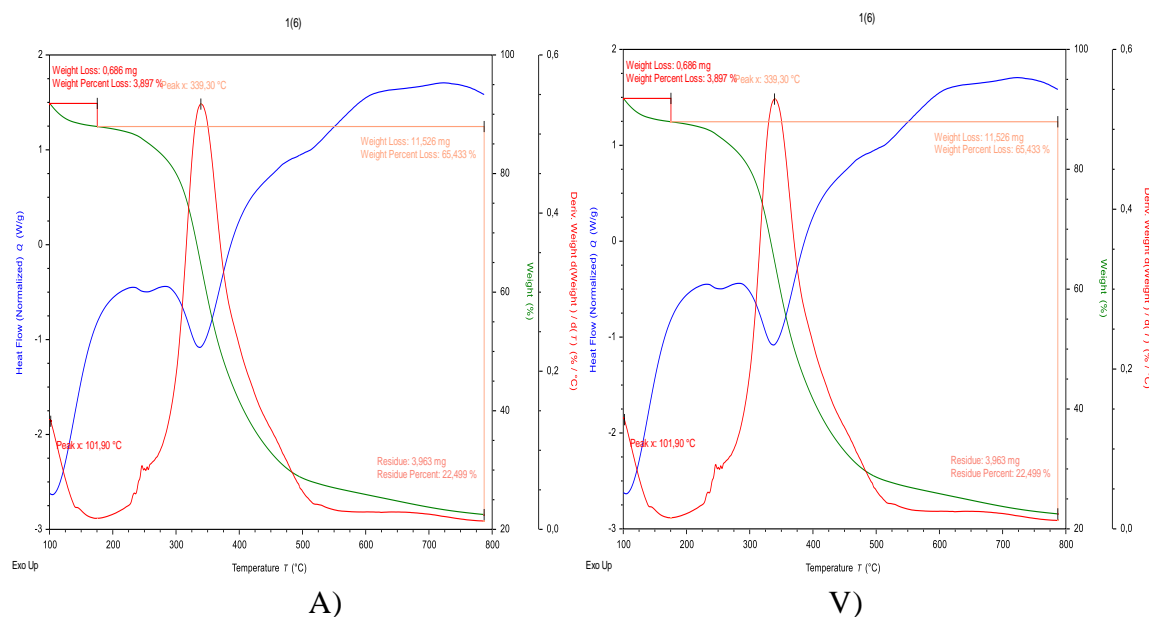 1(6)
2
1
0
-1
-2
-3
Heat Flow (Normalized) Q (W/g)
Weight Loss: 0,686 mg
Weight Percent Loss: 3,897 %
Peak x: 339,30 °C
Weight Loss: 11,526 mg
Weight Percent Loss: 65,433 %
Peak x: 101,90 °C
Residue: 3,963 mg
Residue Percent: 22,499 %
100
80
60
40
20
Weight (%)
0,6
0,4
0,2
0,0
Deriv. Weight d(Weight) / d(T) (% / °C)
100
200
300
400
500
600
700
800
Exo Up
Temperature T (°C)
A)
1(6)
2
1
0
-1
-2
-3
Heat Flow (Normalized) Q (W/g)
Weight Loss: 0,686 mg
Weight Percent Loss: 3,897 %
Peak x: 339,30 °C
Weight Loss: 11,526 mg
Weight Percent Loss: 65,433 %
Peak x: 101,90 °C
Residue: 3,963 mg
Residue Percent: 22,499 %
100
80
60
40
20
Weight (%)
0,6
0,4
0,2
0,0
Deriv. Weight d(Weight) / d(T) (% / °C)
100
200
300
400
500
600
700
800
Exo Up
Temperature T (°C)
V)